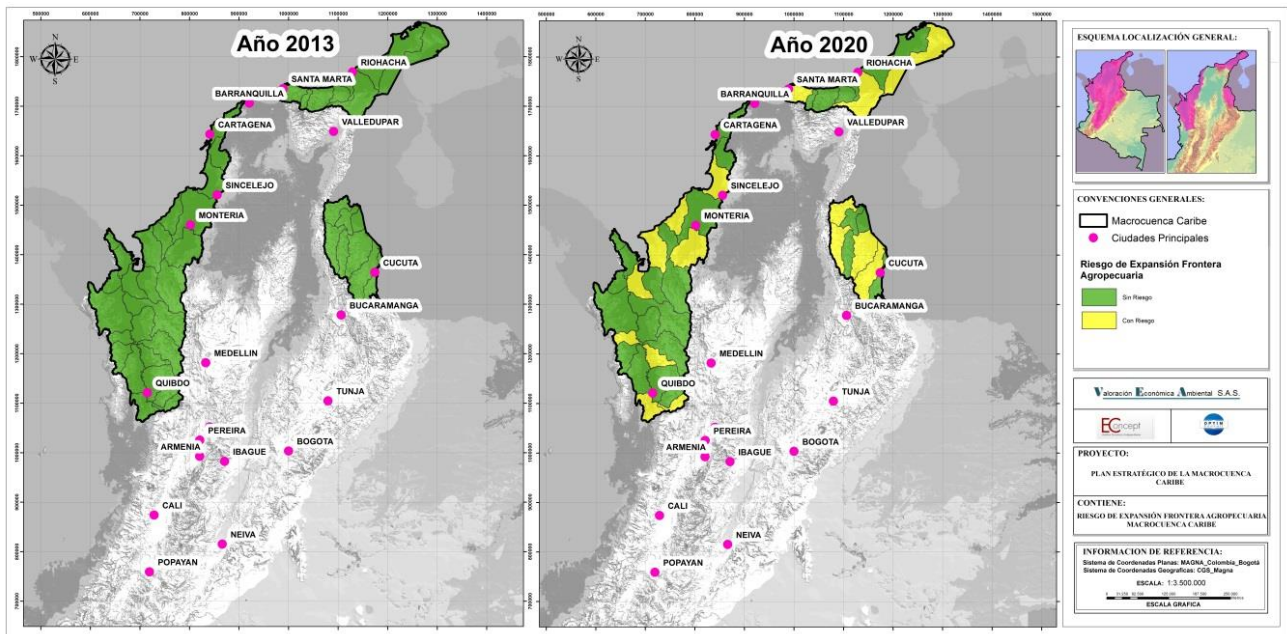 Año 2013
N
W E
S
RIOHACHA
SANTA MARTA
BARRANQUILLA
VALLEDUPAR
CARTAGENA
SINCELEJO
MONTERIA
CUCUTA
BUCARAMANGA
MEDELLIN
QUIBDO
TUNJA
PEREIRA
ARMENIA
IBAGUE
BOGOTA
CALI
NEIVA
POPAYAN
Año 2020
N
W E
S
RIOHACHA
SANTA MARTA
BARRANQUILLA
VALLEDUPAR
CARTAGENA
SINCELEJO
MONTERIA
CUCUTA
BUCARAMANGA
MEDELLIN
QUIBDO
TUNJA
PEREIRA
ARMENIA
IBAGUE
BOGOTA
CALI
NEIVA
POPAYAN
ESQUEMA LOCALIZACIÓN GENERAL:
CONVENCIONES GENERALES:
Macrocuenca Caribe
Ciudades Principales
Riesgo de Expansión Frontera
Agropecuaria
Sin Riesgo
Con Riesgo
Valoración Económica Ambiental S.A.S.
EConcept
PROYECTO:
PLAN ESTRATÉGICO DE LA MACROCUENCA
CARIBE
CONTIENE:
RIESGO DE EXPANSIÓN FRONTERA AGROPECUARIA
MACROCUENCA CARIBE
INFORMACION DE REFERENCIA:
Sistema de Coordenadas Planas: MAGNA_Colombia_Bogotá
Sistema de Coordenadas Geograficas: CGS_Magna
ESCALA: 1:3.500.000
ESCALA GRAFICA